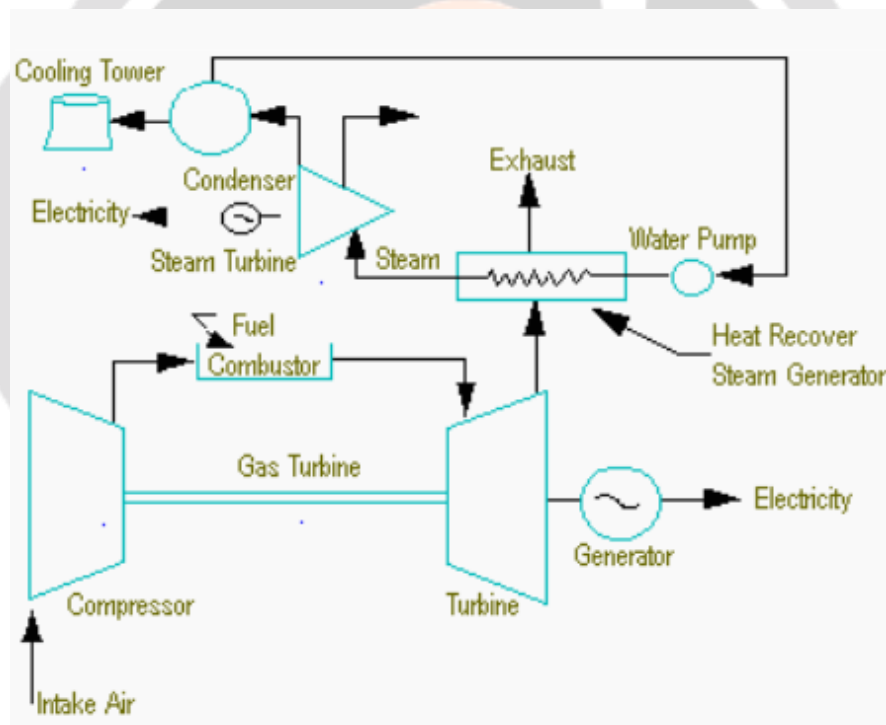 Cooling Tower
Condenser
Exhaust
Electricity
Water Pump
Steam Turbine
Steam
Fuel
Combustor
Heat Recover
Steam Generator
Gas Turbine
Electricity
Generator
Compressor
Turbine
Intake Air